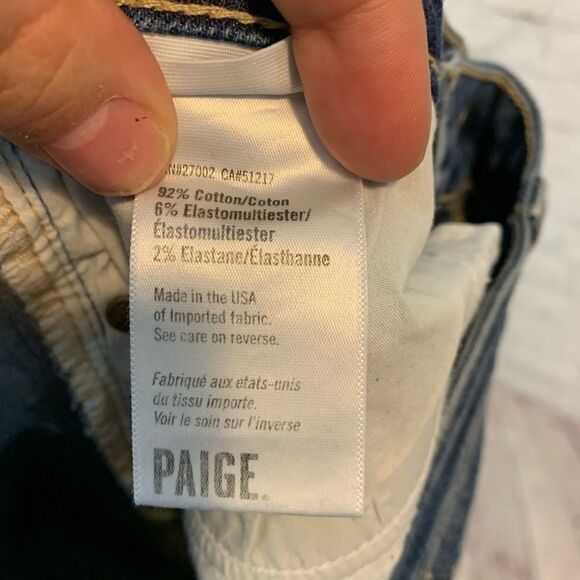 #27002 CA#51217
92% Cotton/Coton
6% Elastomultiester/
Élastomultiester
2% Elastane/Élasthanne
Made in the USA
of Imported fabric.
See care on reverse.
Fabriqué aux etats-unis
du tissu importe.
Voir le soin sur l'inverse
PAIGE